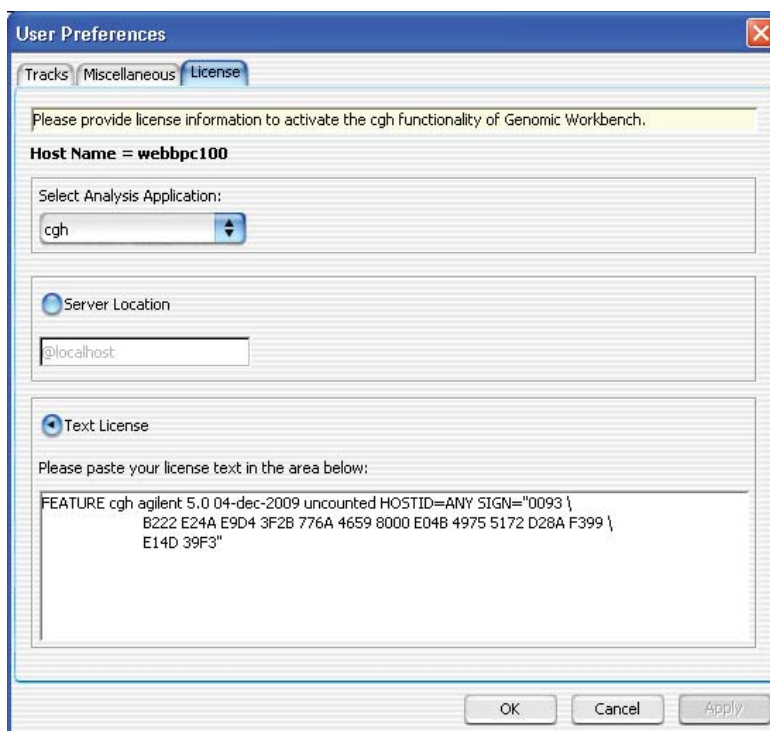 User Preferences
Tracks Miscellaneous License
Please provide license information to activate the cgh functionality of Genomic Workbench.
Host Name = webbpc100
Select Analysis Application:
cgh
Server Location
@localhost
Text License
Please paste your license text in the area below:
FEATURE cgh agilent 5.0 04-dec-2009 uncounted HOSTID=ANY SIGN="0093 \
B222 E24A E9D4 3F2B 776A 4659 8000 E04B 4975 5172 D28A F399 \
E14D 39F3"
OK Cancel Apply